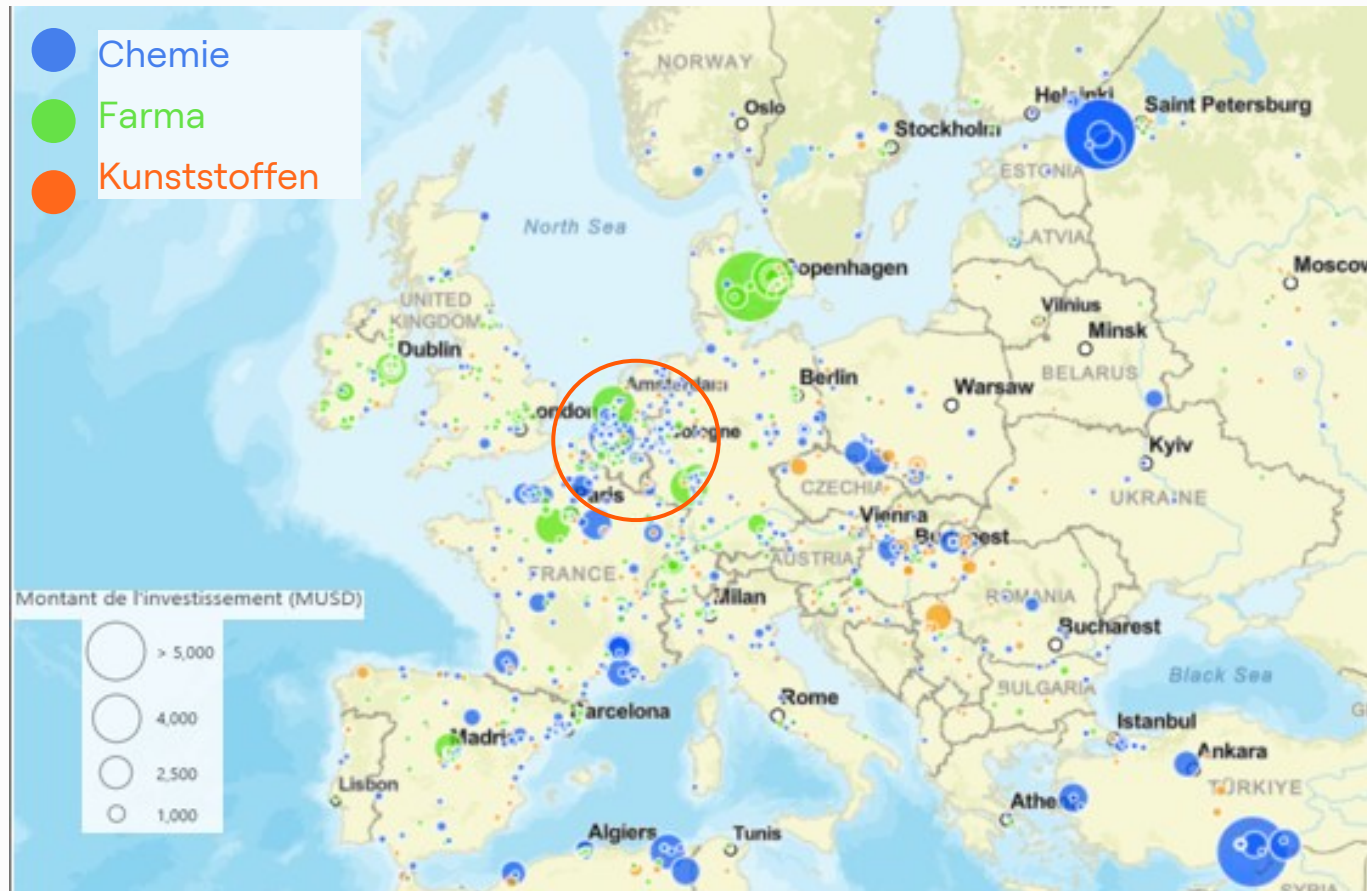 Chemie
Farma
Kunststoffen
NORWAY
Oslo
Helsinki
Saint Petersburg
Stockholm
ESTONIA
North Sea
LATVIA
Copenhagen
Moscow
UNITED
KINGDOM
Vilnius
Minsk
Dublin
BELARUS
Amsterdam
Berlin
Warsaw
London
Cologne
Kyiv
CZECHIA
Paris
UKRAINE
Vienna
Budapest
AUSTRIA
FRANCE
Montant de l'investissement (MUSD)
> 5,000
4,000
2,500
1,000
Milan
ROMANIA
Bucharest
Black Sea
BULGARIA
Rome
Barcelona
Istanbul
Madrid
Ankara
TÜRKIYE
Lisbon
Athe
Algiers
Tunis
SYRIA